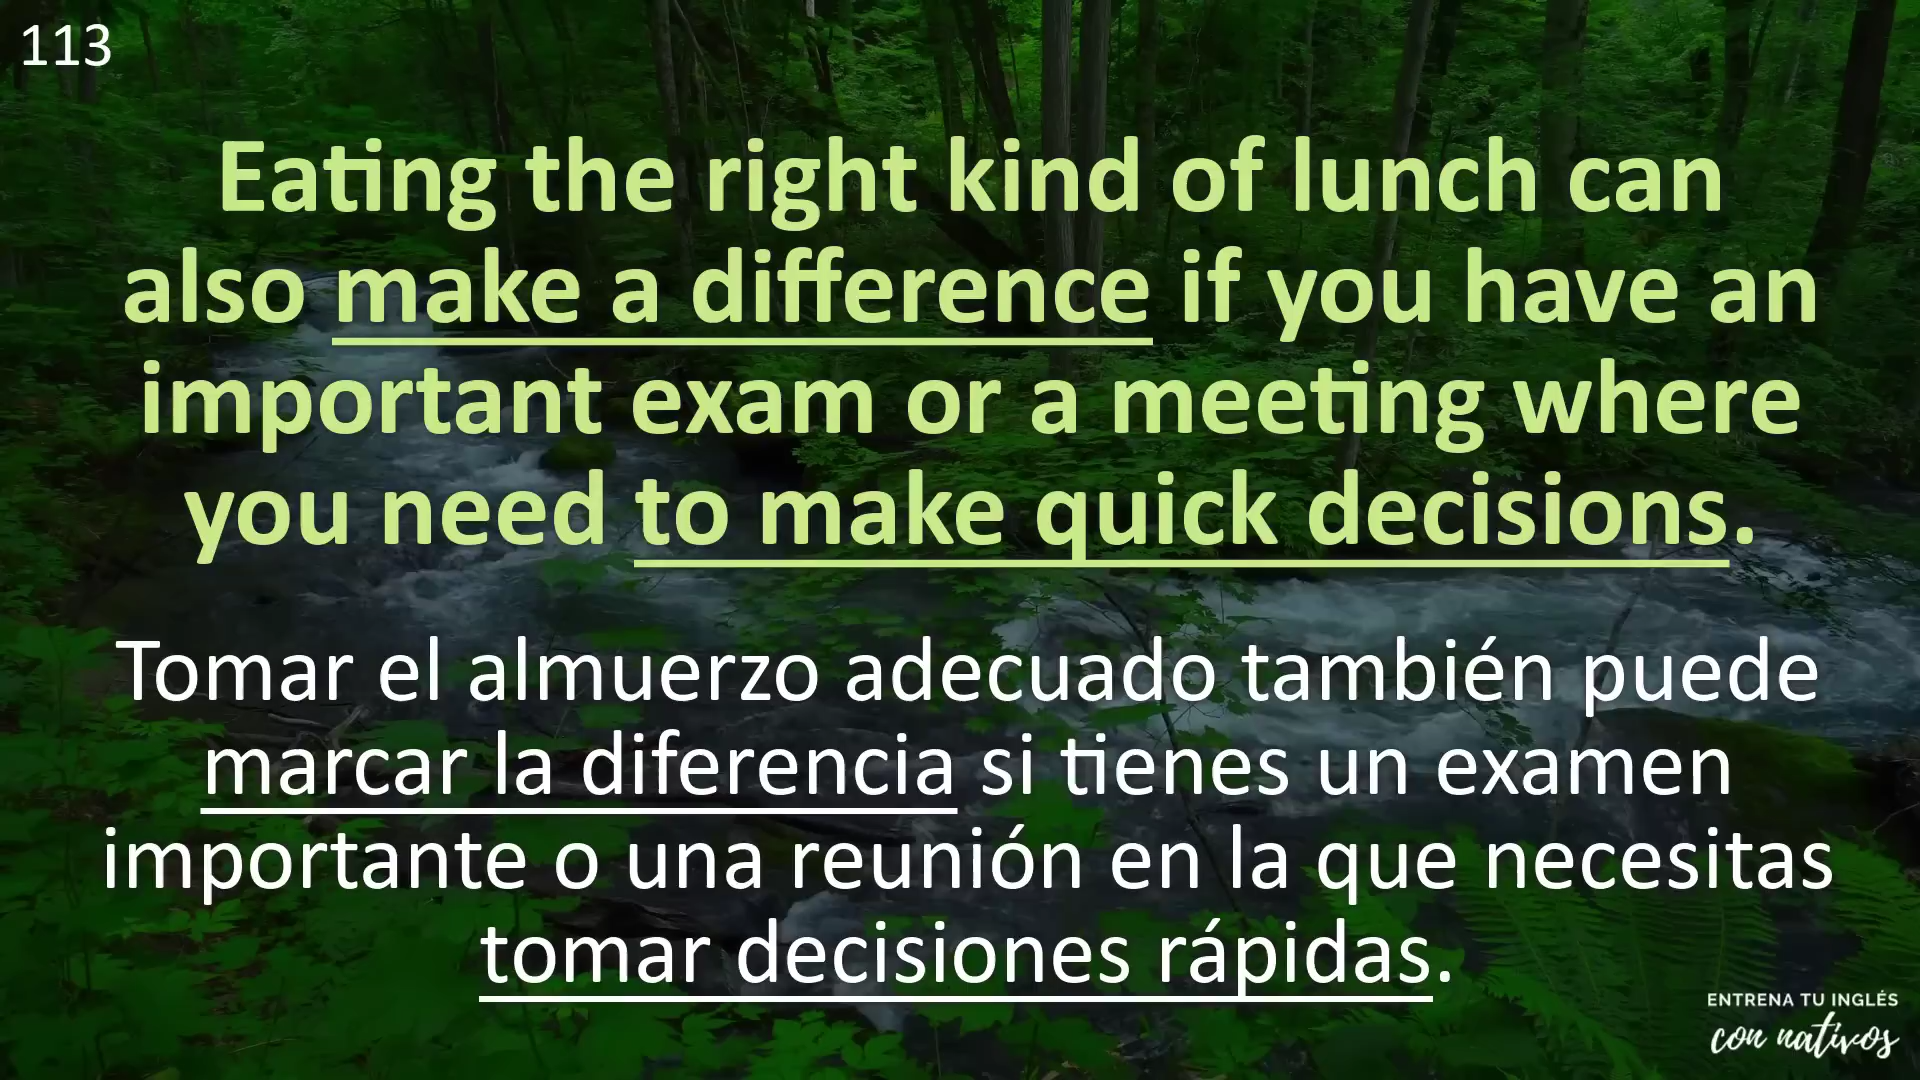 113
Eating the right kind of lunch can
also make a difference if you have an
important exam or a meeting where
you need to make quick decisions.
Tomar el almuerzo adecuado también puede
marcar la diferencia si tienes un examen
importante o una reunión en la que necesitas
tomar decisiones rápidas.
ENTRENA TU INGLÉS
con nativos